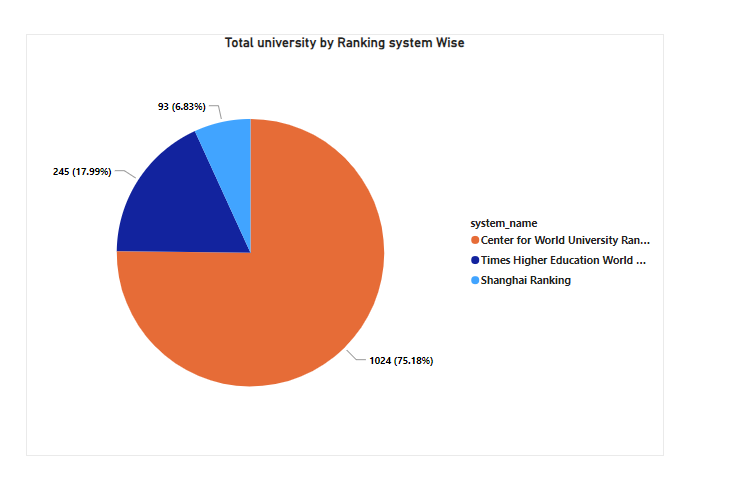 Total university by Ranking system Wise
93 (6.83%)
245 (17.99%)
system_name
Center for World University Ran...
Times Higher Education World ...
Shanghai Ranking
1024 (75.18%)